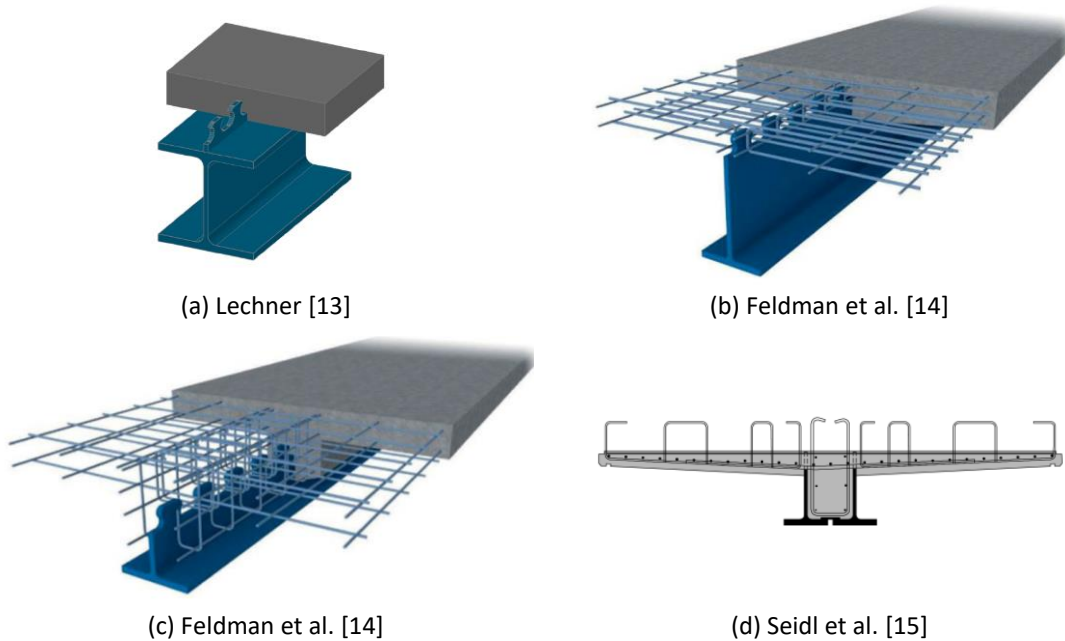 (a) Lechner [13]
(b) Feldman et al. [14]
(c) Feldman et al. [14]
(d) Seidl et al. [15]